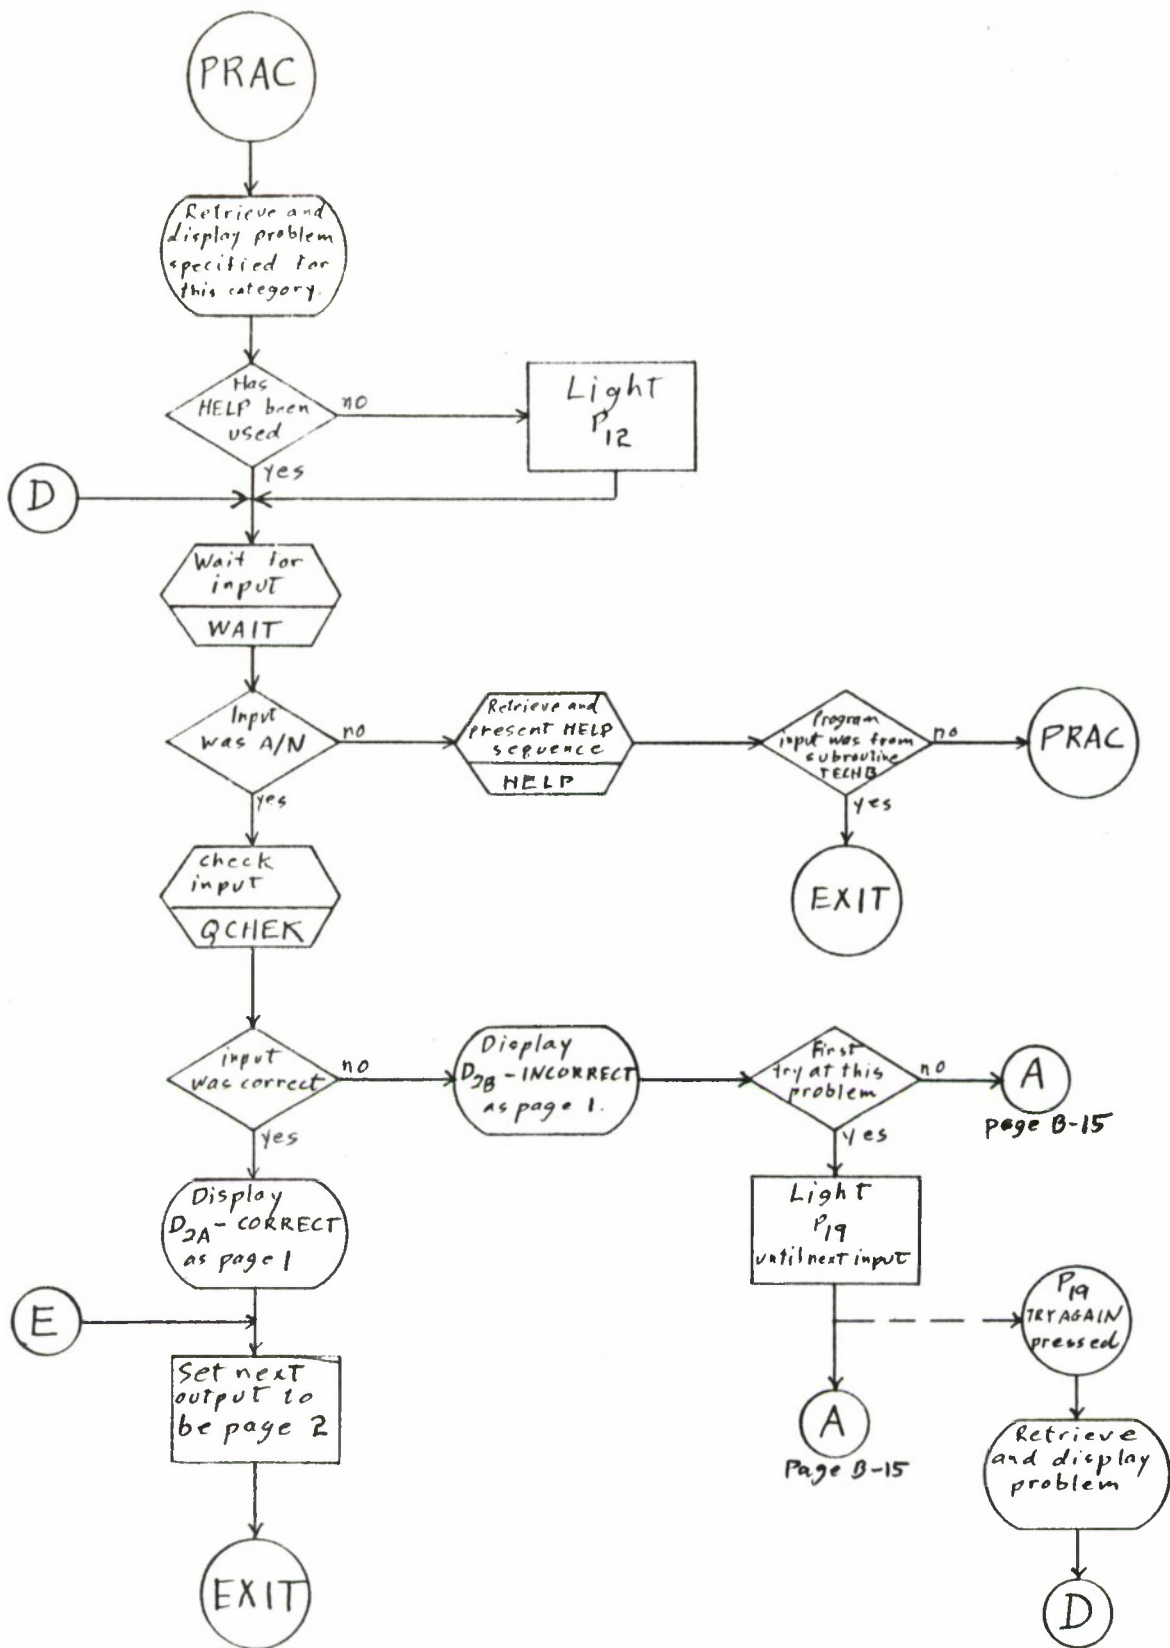 PRAC
Retrieve and
display problem
specified for
this category.
Has
HELP been
used
no
Light
P12
yes
D
Wait for
input
WAIT
Input
was A/N
no
Retrieve and
present HELP
sequence
HELP
Program
input was from
subroutine
TECHB
no
PRAC
yes
yes
EXIT
check
input
QCHEK
input
was correct
no
Display
D2B - INCORRECT
as page 1.
First
try at this
problem
no
A
page B-15
yes
yes
Display
D2A - CORRECT
as page 1
Light
P19
until next input
E
P19
TRY AGAIN
pressed
Set next
output to
be page 2
A
Page B-15
Retrieve
and display
problem
EXIT
D